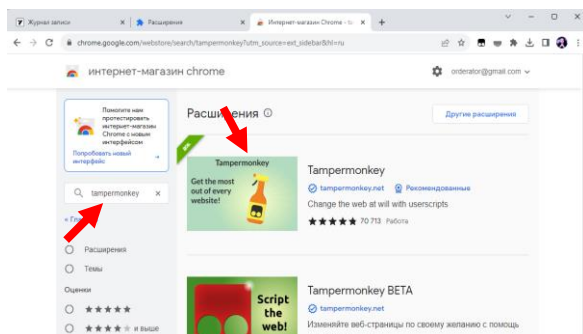 Журнал записи
Расширения
Интернет-магазин Chrome - ta
chrome.google.com/webstore/search/tampermonkey?utm_source=ext_sidebar&hl=ru
интернет-магазин chrome
orderator@gmail.com
Помогите нам
протестировать
интернет-магазин
Chrome с новым
интерфейсом
Попробовать новый
интерфейс
tampermonkey
Расширения
Темы
Оценки
и выше
Расширения
Другие расширения
Tampermonkey
Get the most
out of every
website!
Tampermonkey
tampermonkey.net Рекомендованные
Change the web at will with userscripts
70 713 Работа
Script
the
web!
Tampermonkey BETA
tampermonkey.net
Изменяйте веб-страницы по своему желанию с помощь